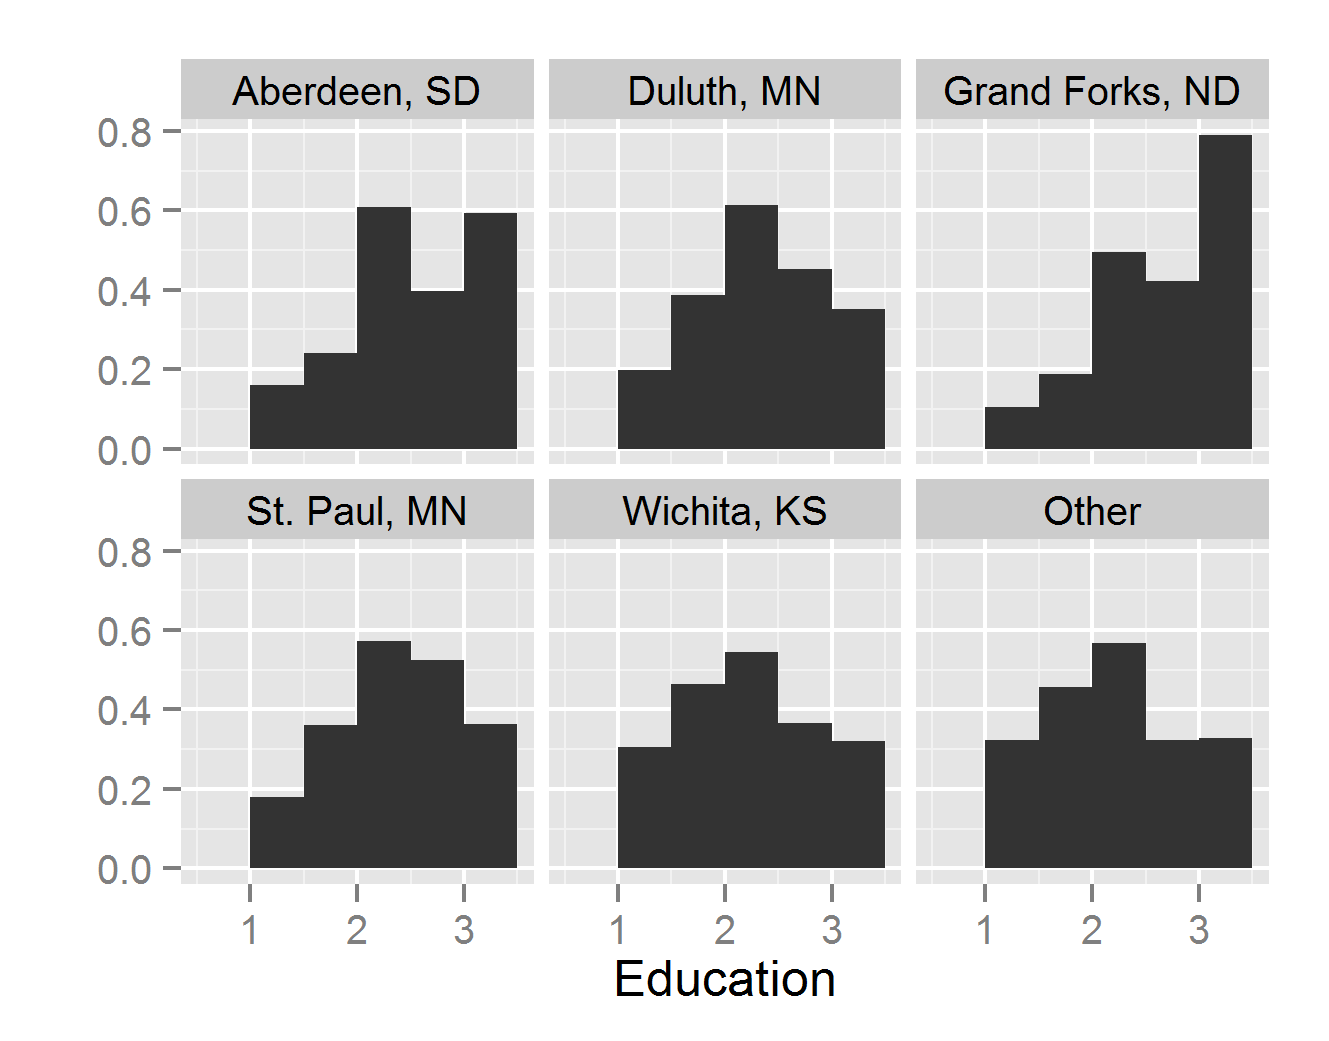 Aberdeen, SD Duluth, MN Grand Forks, ND
0.8
0.6
0.4
0.2
0.0
St. Paul, MN Wichita, KS Other
0.8
0.6
0.4
0.2
0.0
1 2 3 1 2 3 1 2 3
Education